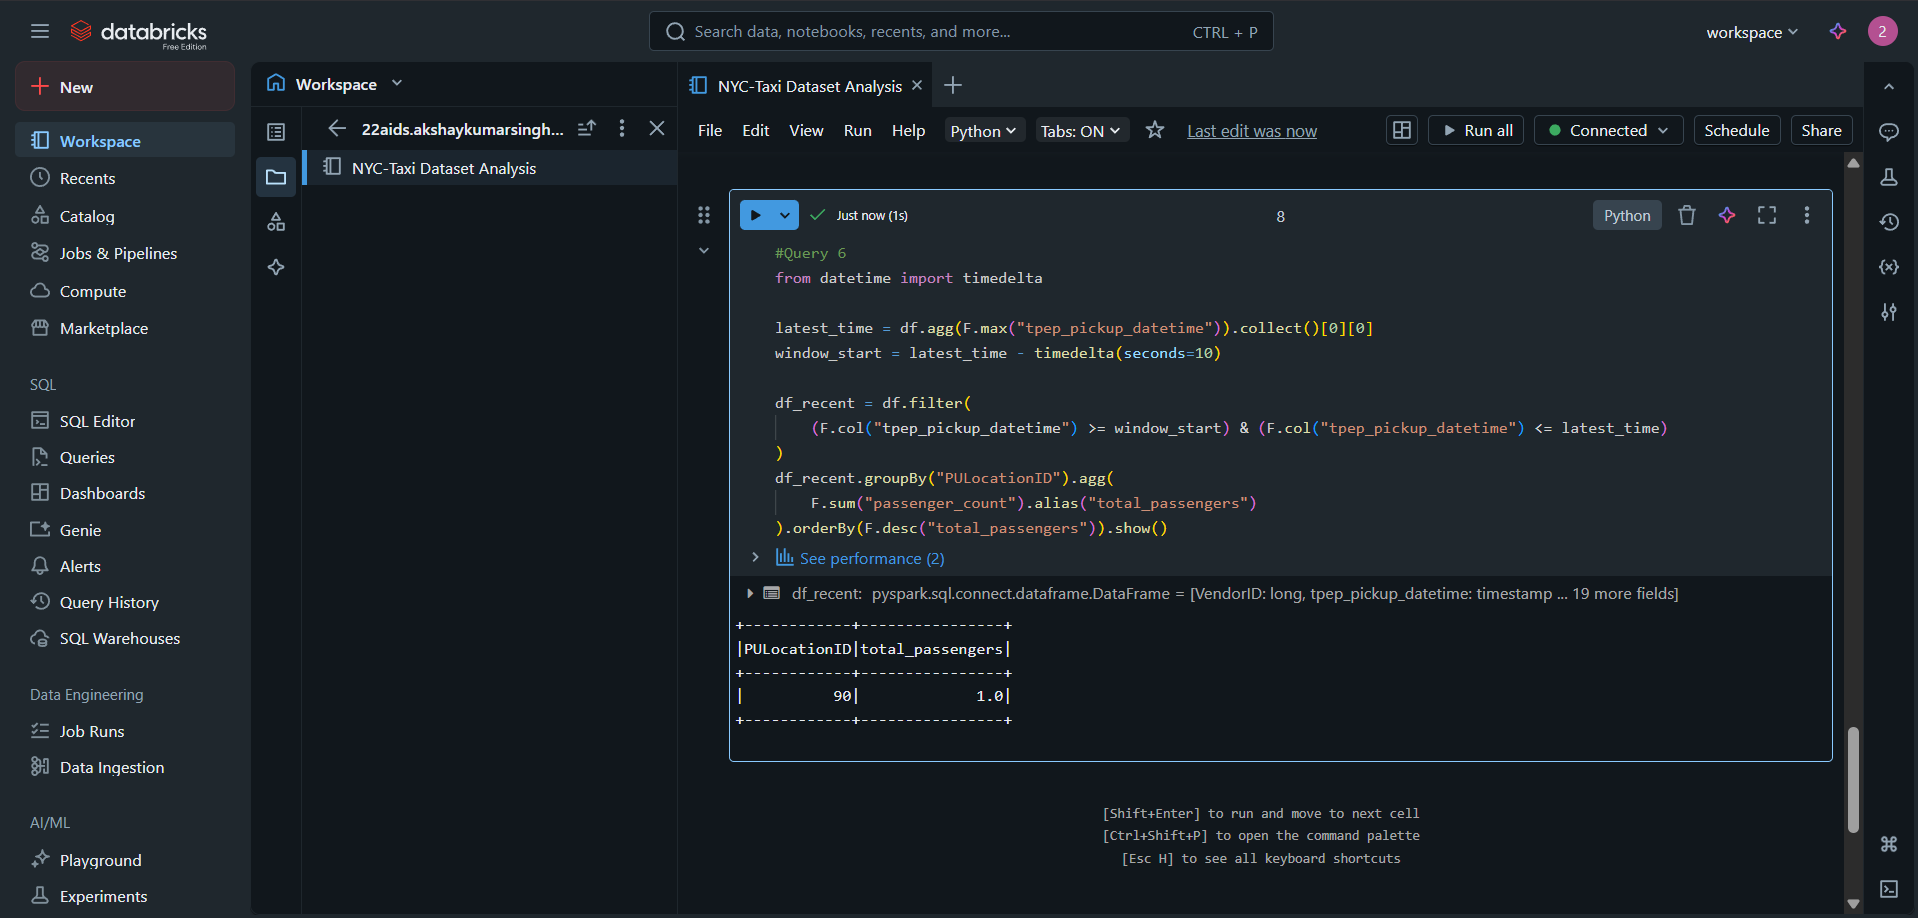 databricks
Free Edition
Search data, notebooks, recents, and more...
CTRL + P
workspace
2
New
Workspace
Recents
Catalog
Jobs & Pipelines
Compute
Marketplace
SQL
SQL Editor
Queries
Dashboards
Genie
Alerts
Query History
SQL Warehouses
Data Engineering
Job Runs
Data Ingestion
AI/ML
Playground
Experiments
Workspace
22aids.akshaykumarsingh...
NYC-Taxi Dataset Analysis
NYC-Taxi Dataset Analysis
File Edit View Run Help Python Tabs: ON Last edit was now
Run all Connected Schedule Share
Just now (1s)
8
Python
#Query 6
from datetime import timedelta
latest_time = df.agg(F.max("tpep_pickup_datetime")).collect()[0][0]
window_start = latest_time - timedelta(seconds=10)
df_recent = df.filter(
(F.col("tpep_pickup_datetime") >= window_start) & (F.col("tpep_pickup_datetime") <= latest_time)
)
df_recent.groupBy("PULocationID").agg(
F.sum("passenger_count").alias("total_passengers")
).orderBy(F.desc("total_passengers")).show()
See performance (2)
df_recent: pyspark.sql.connect.dataframe.DataFrame = [VendorID: long, tpep_pickup_datetime: timestamp ... 19 more fields]
+------------+----------------+
|PULocationID|total_passengers|
+------------+----------------+
|          90|             1.0|
+------------+----------------+
[Shift+Enter] to run and move to next cell
[Ctrl+Shift+P] to open the command palette
[Esc H] to see all keyboard shortcuts